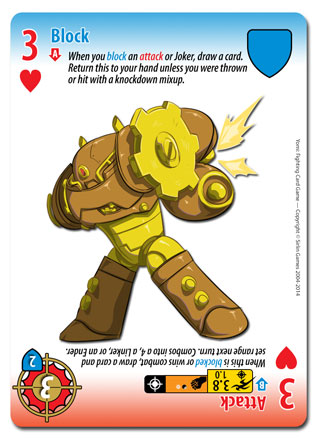 3
Block
When you block an attack or Joker, draw a card.
Return this to your hand unless you were thrown
or hit with a knockdown mixup.
Yomi Fighting Card Game — Copyright © Sirlin Games 2004-2014
3
Attack
3.8
1.0
When this is blocked or wins combat, draw a card and
set range next turn. Combos into a 4, a Linker, or an Ender.
2
3